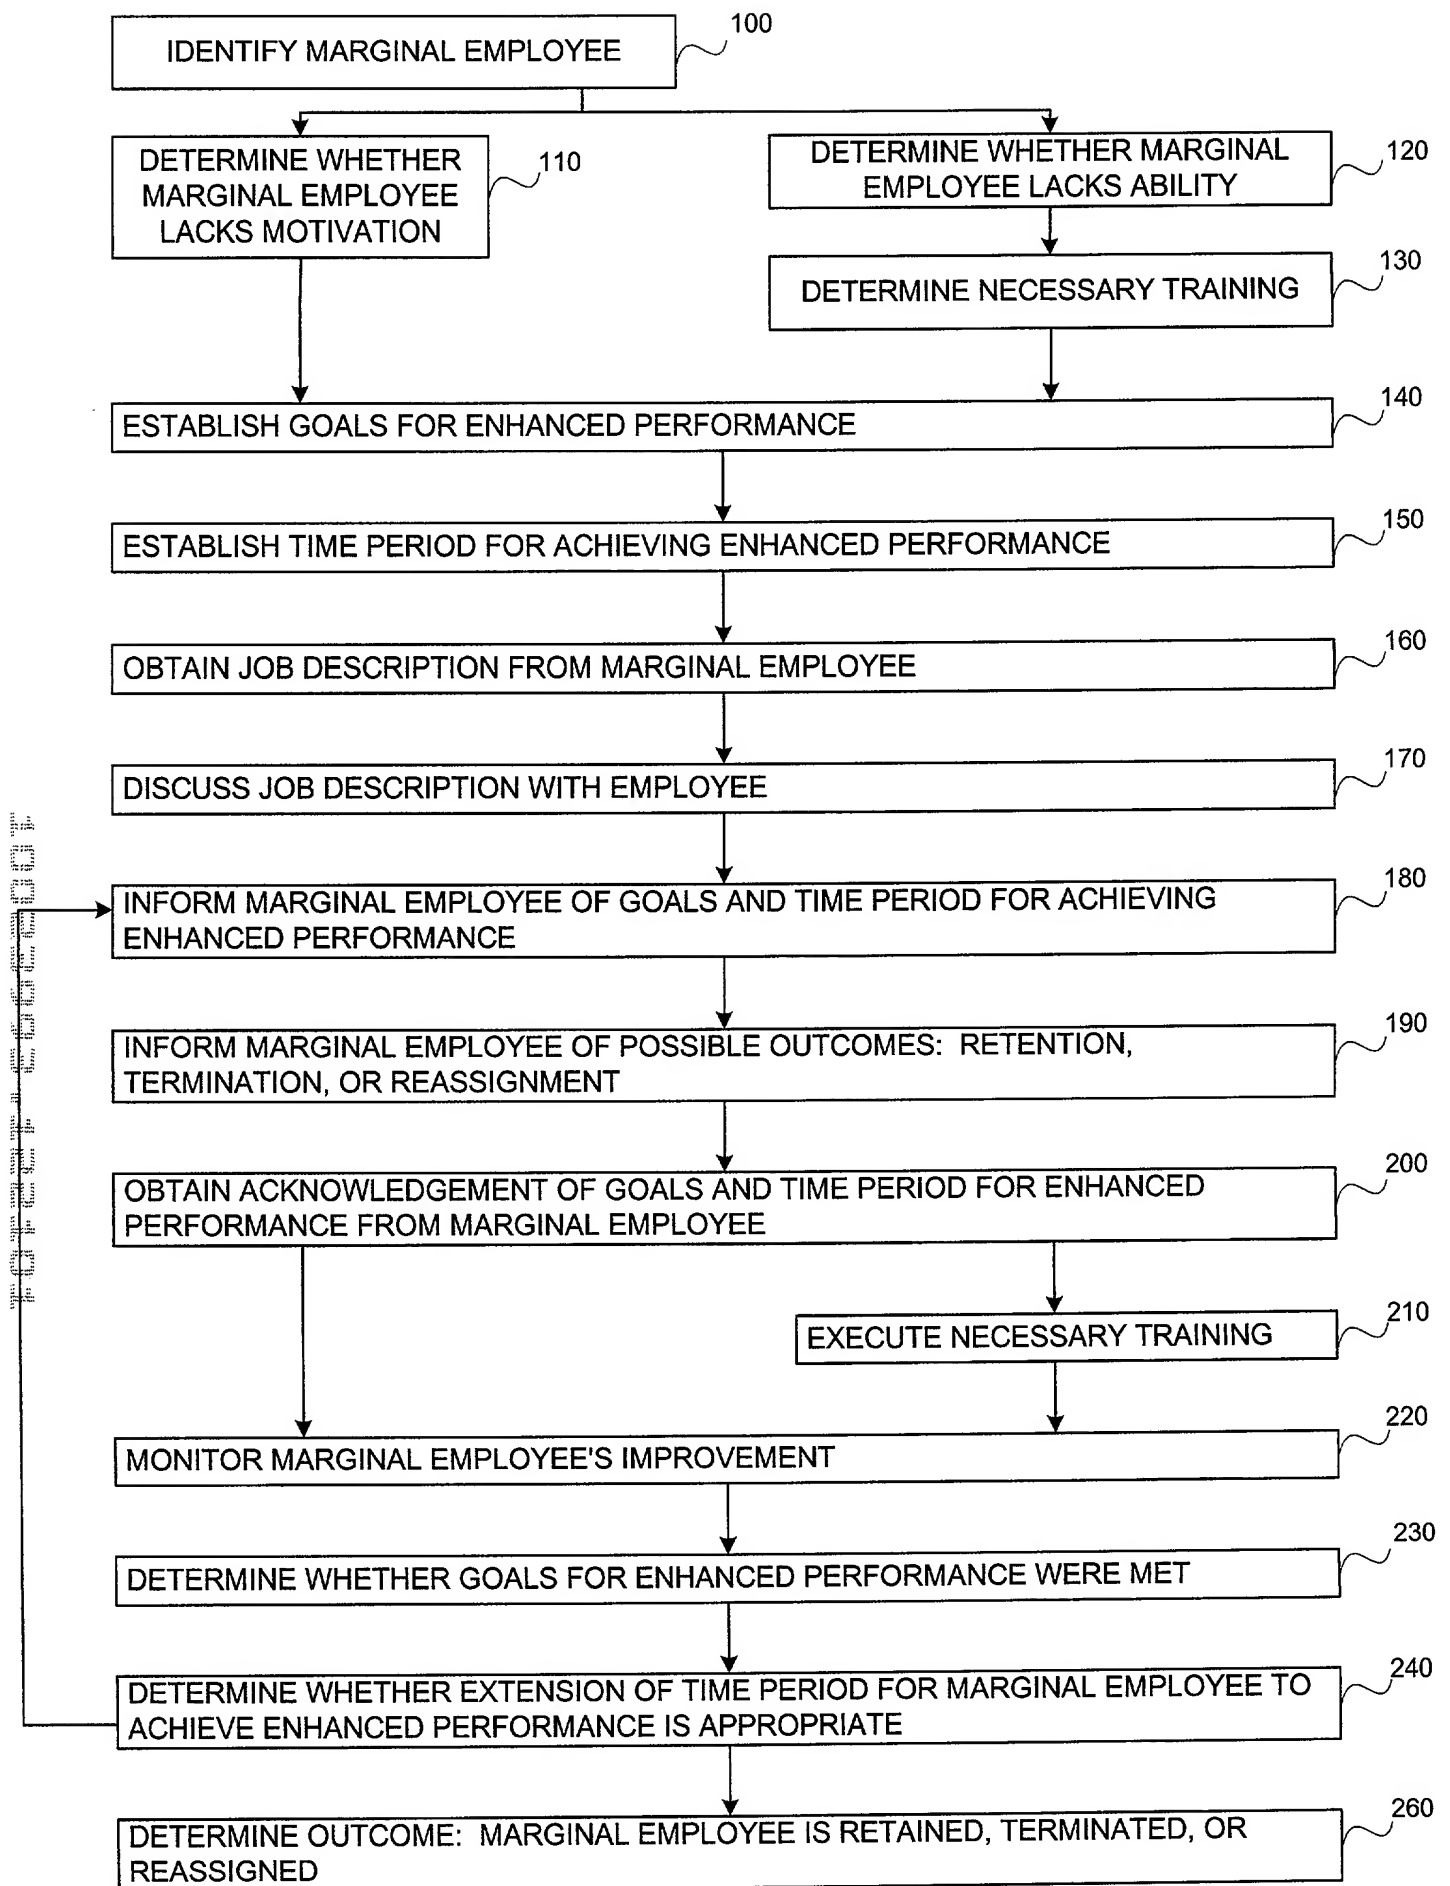 IDENTIFY MARGINAL EMPLOYEE
100
DETERMINE WHETHER
MARGINAL EMPLOYEE
LACKS MOTIVATION
110
DETERMINE WHETHER MARGINAL
EMPLOYEE LACKS ABILITY
120
DETERMINE NECESSARY TRAINING
130
ESTABLISH GOALS FOR ENHANCED PERFORMANCE
140
ESTABLISH TIME PERIOD FOR ACHIEVING ENHANCED PERFORMANCE
150
OBTAIN JOB DESCRIPTION FROM MARGINAL EMPLOYEE
160
DISCUSS JOB DESCRIPTION WITH EMPLOYEE
170
INFORM MARGINAL EMPLOYEE OF GOALS AND TIME PERIOD FOR ACHIEVING
ENHANCED PERFORMANCE
180
INFORM MARGINAL EMPLOYEE OF POSSIBLE OUTCOMES: RETENTION,
TERMINATION, OR REASSIGNMENT
190
OBTAIN ACKNOWLEDGEMENT OF GOALS AND TIME PERIOD FOR ENHANCED
PERFORMANCE FROM MARGINAL EMPLOYEE
200
EXECUTE NECESSARY TRAINING
210
MONITOR MARGINAL EMPLOYEE'S IMPROVEMENT
220
DETERMINE WHETHER GOALS FOR ENHANCED PERFORMANCE WERE MET
230
DETERMINE WHETHER EXTENSION OF TIME PERIOD FOR MARGINAL EMPLOYEE TO
ACHIEVE ENHANCED PERFORMANCE IS APPROPRIATE
240
DETERMINE OUTCOME: MARGINAL EMPLOYEE IS RETAINED, TERMINATED, OR
REASSIGNED
260